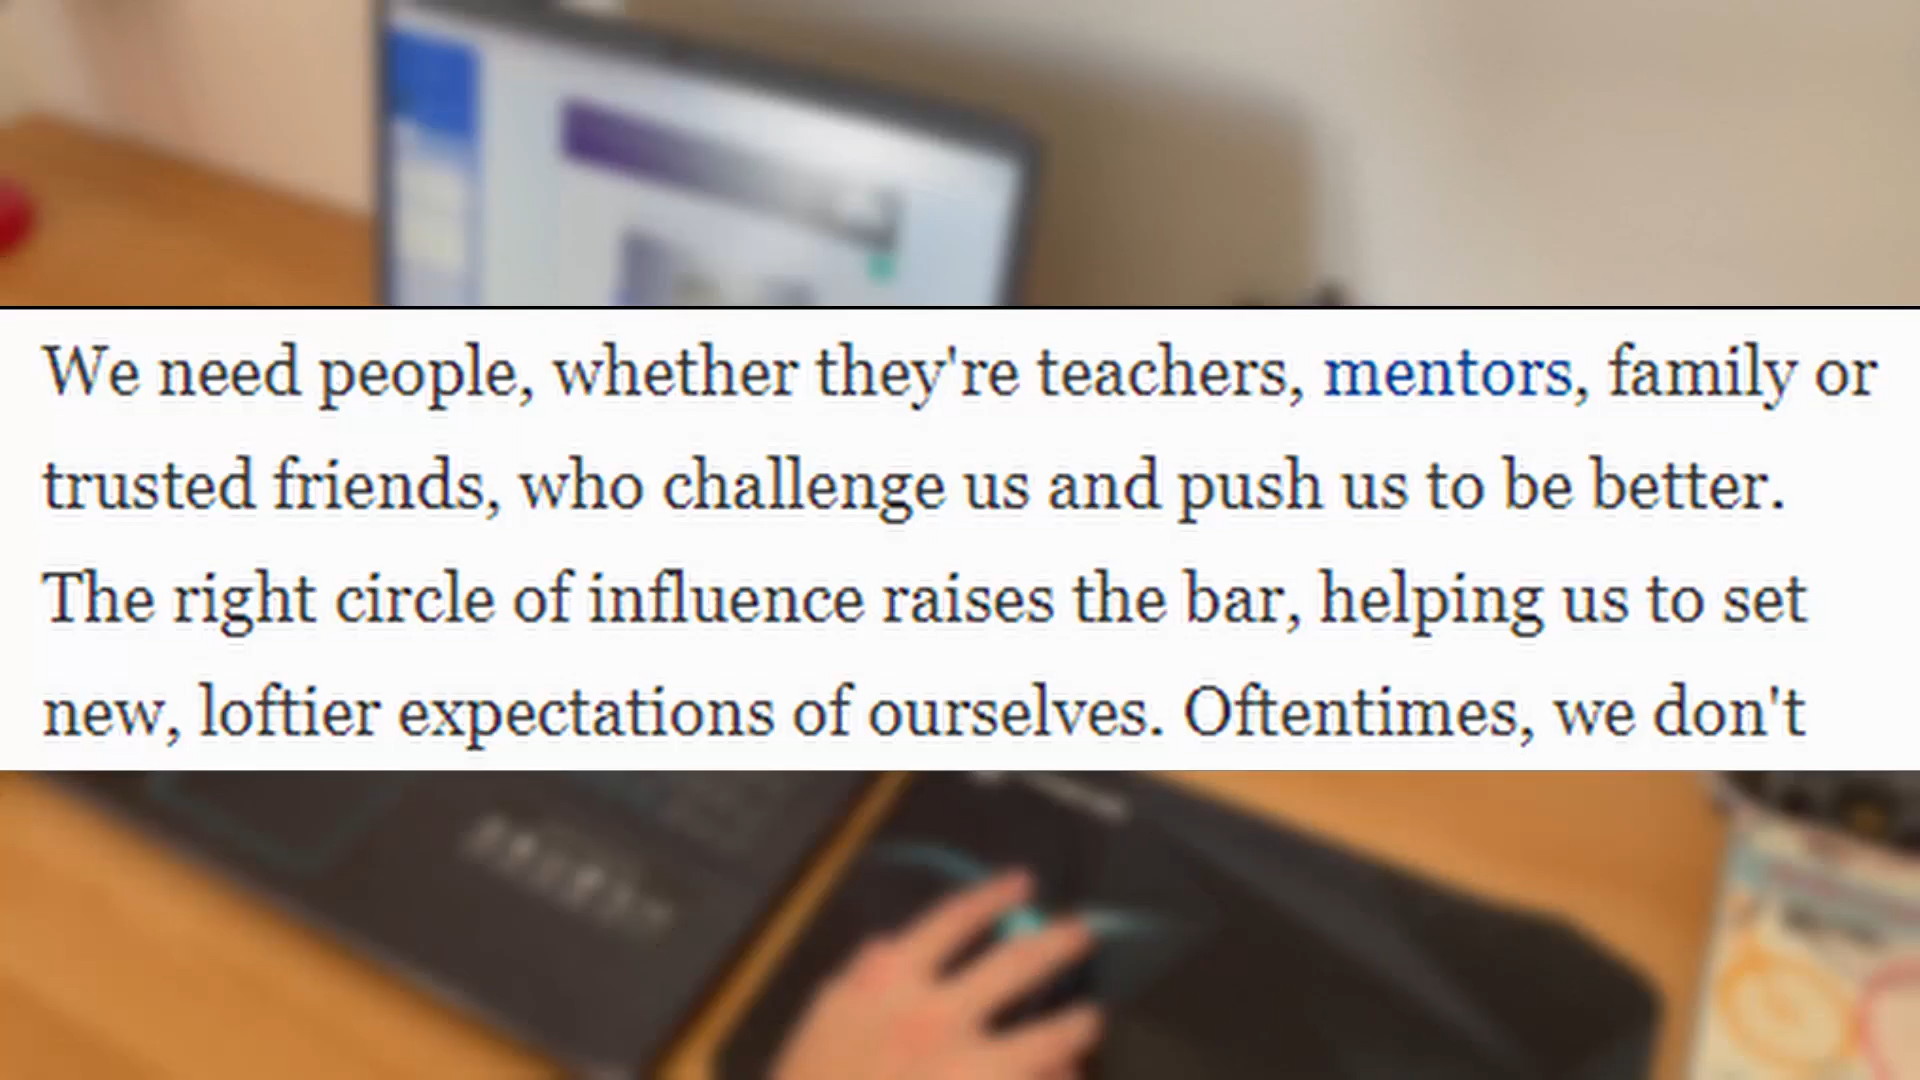 We need people, whether they're teachers, mentors, family or
trusted friends, who challenge us and push us to be better.
The right circle of influence raises the bar, helping us to set
new, loftier expectations of ourselves. Oftentimes, we don't